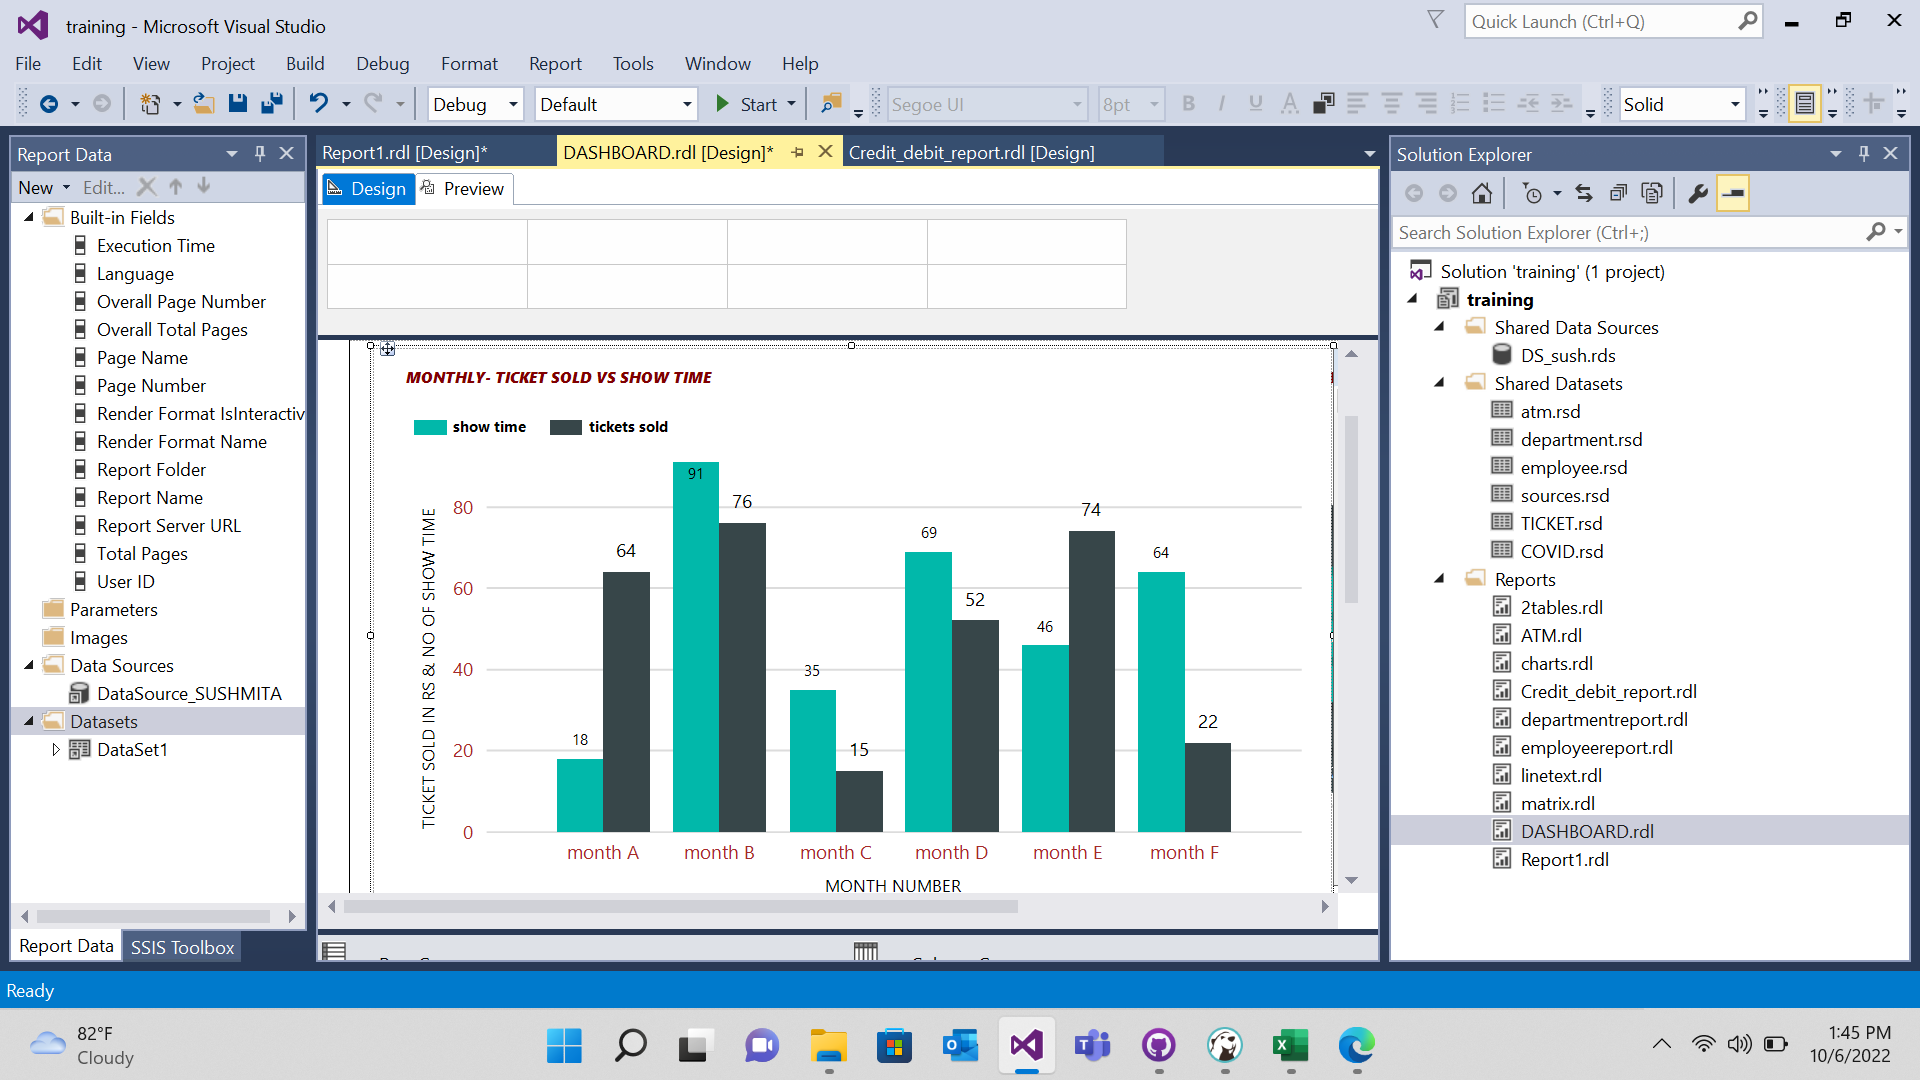 training - Microsoft Visual Studio
Quick Launch (Ctrl+Q)
File Edit View Project Build Debug Format Report Tools Window Help
Debug Default Start Segoe UI 8pt B I U A Solid
Report Data
New Edit...
Built-in Fields
Execution Time
Language
Overall Page Number
Overall Total Pages
Page Name
Page Number
Render Format IsInteractiv
Render Format Name
Report Folder
Report Name
Report Server URL
Total Pages
User ID
Parameters
Images
Data Sources
DataSource_SUSHMITA
Datasets
DataSet1
Report Data SSIS Toolbox
Report1.rdl [Design]* DASHBOARD.rdl [Design]* Credit_debit_report.rdl [Design]
Design Preview
MONTHLY- TICKET SOLD VS SHOW TIME
show time tickets sold
TICKET SOLD IN RS & NO OF SHOW TIME
80
60
40
20
0
18 64 91 76 35 15 69 52 46 74 64 22
month A month B month C month D month E month F
MONTH NUMBER
Solution Explorer
Search Solution Explorer (Ctrl+;)
Solution 'training' (1 project)
training
Shared Data Sources
DS_sush.rds
Shared Datasets
atm.rsd
department.rsd
employee.rsd
sources.rsd
TICKET.rsd
COVID.rsd
Reports
2tables.rdl
ATM.rdl
charts.rdl
Credit_debit_report.rdl
departmentreport.rdl
employeereport.rdl
linetext.rdl
matrix.rdl
DASHBOARD.rdl
Report1.rdl
Ready
82°F
Cloudy
1:45 PM
10/6/2022